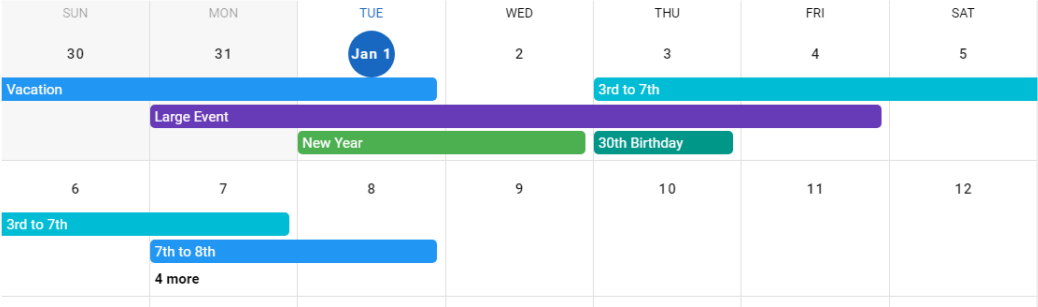 SUN MON TUE WED THU FRI SAT
30 31 Jan 1 2 3 4 5
Vacation 3rd to 7th
Large Event
New Year 30th Birthday
6 7 8 9 10 11 12
3rd to 7th
7th to 8th
4 more